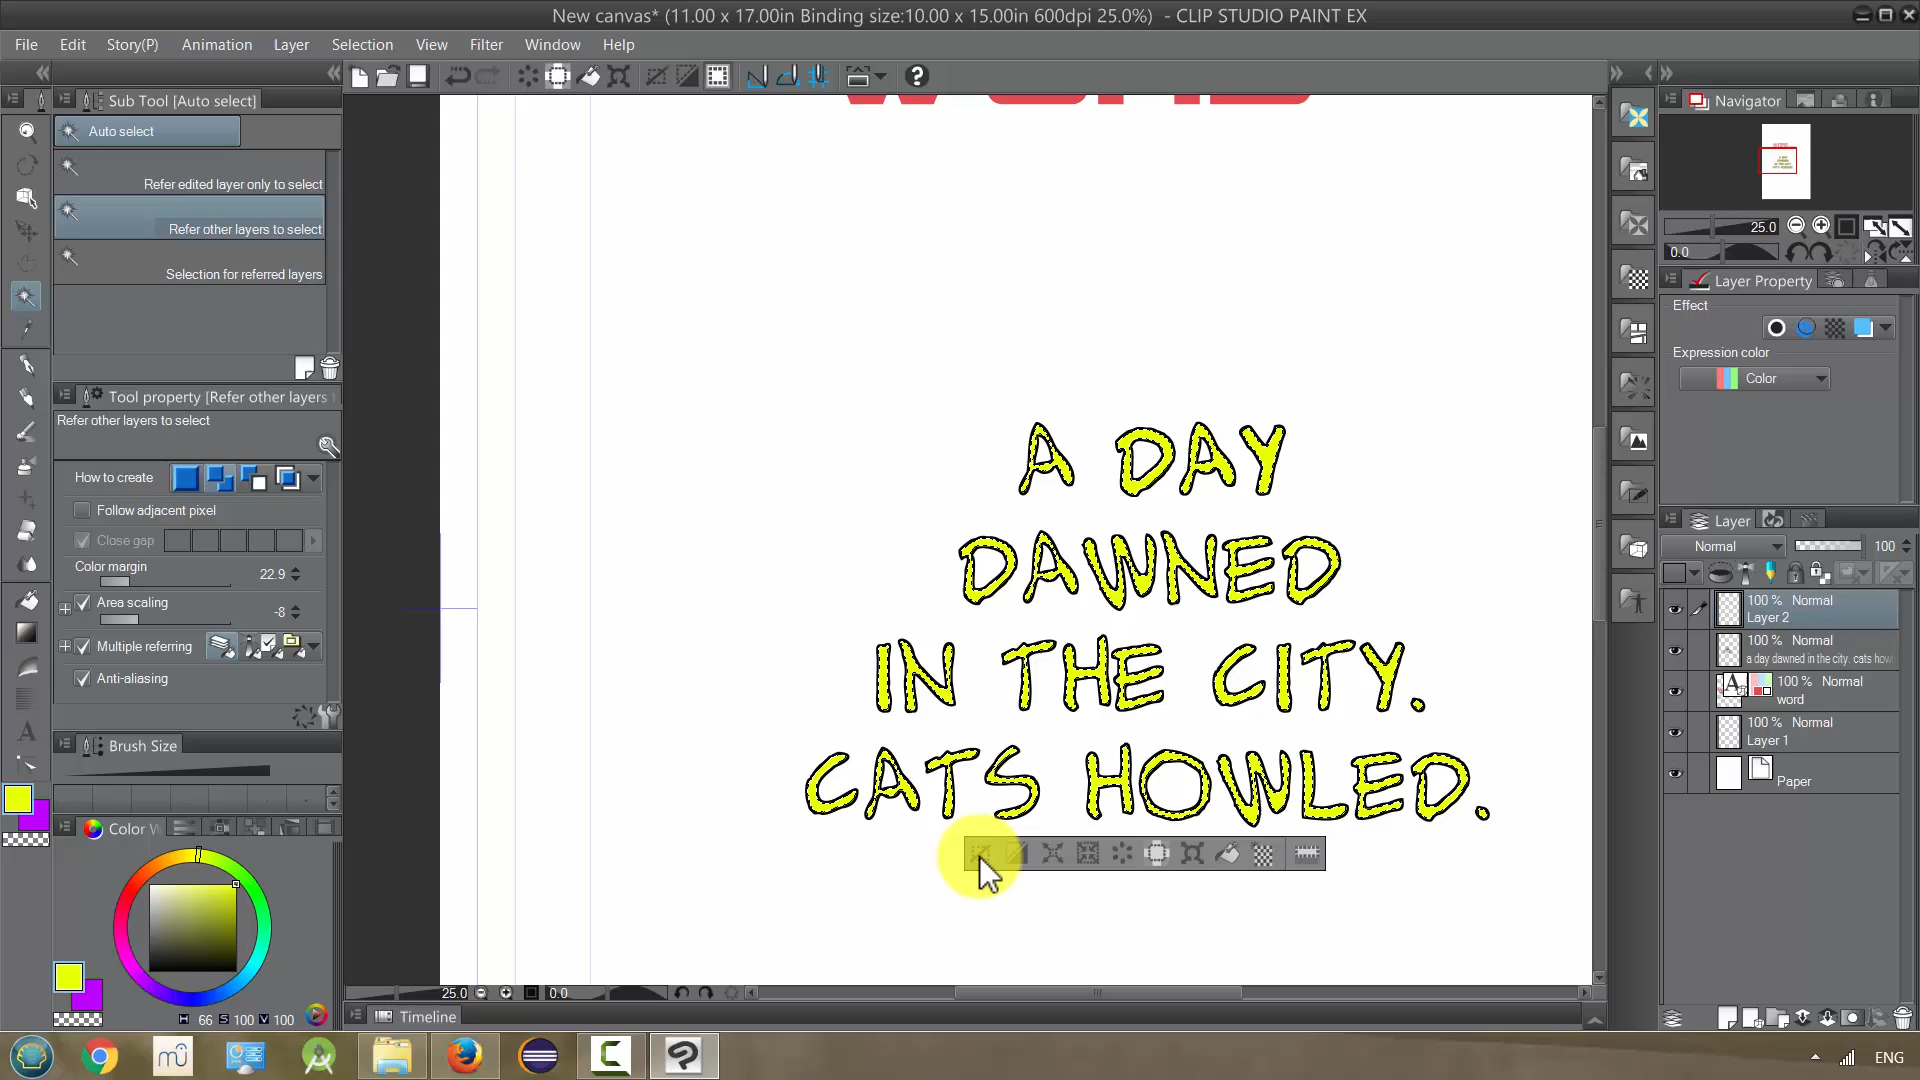 New canvas* (11.00 x 17.00in Binding size:10.00 x 15.00in 600dpi 25.0%) - CLIP STUDIO PAINT EX
File Edit Story(P) Animation Layer Selection View Filter Window Help
Sub Tool [Auto select]
Auto select
Refer edited layer only to select
Refer other layers to select
Selection for referred layers
Tool property [Refer other layers
Refer other layers to select
How to create
Follow adjacent pixel
Close gap
Color margin
22.9
Area scaling
-8
Multiple referring
Anti-aliasing
Brush Size
Color W
H 66 S 100 V 100
A DAY
DAWNED
IN THE CITY.
CATS HOWLED.
25.0
0.0
Timeline
Navigator
25.0
0.0
Layer Property
Effect
Expression color
Color
Layer
Normal
100
100 % Normal
Layer 2
100 % Normal
a day dawned in the city. cats how
100 % Normal
word
100 % Normal
Layer 1
Paper
ENG